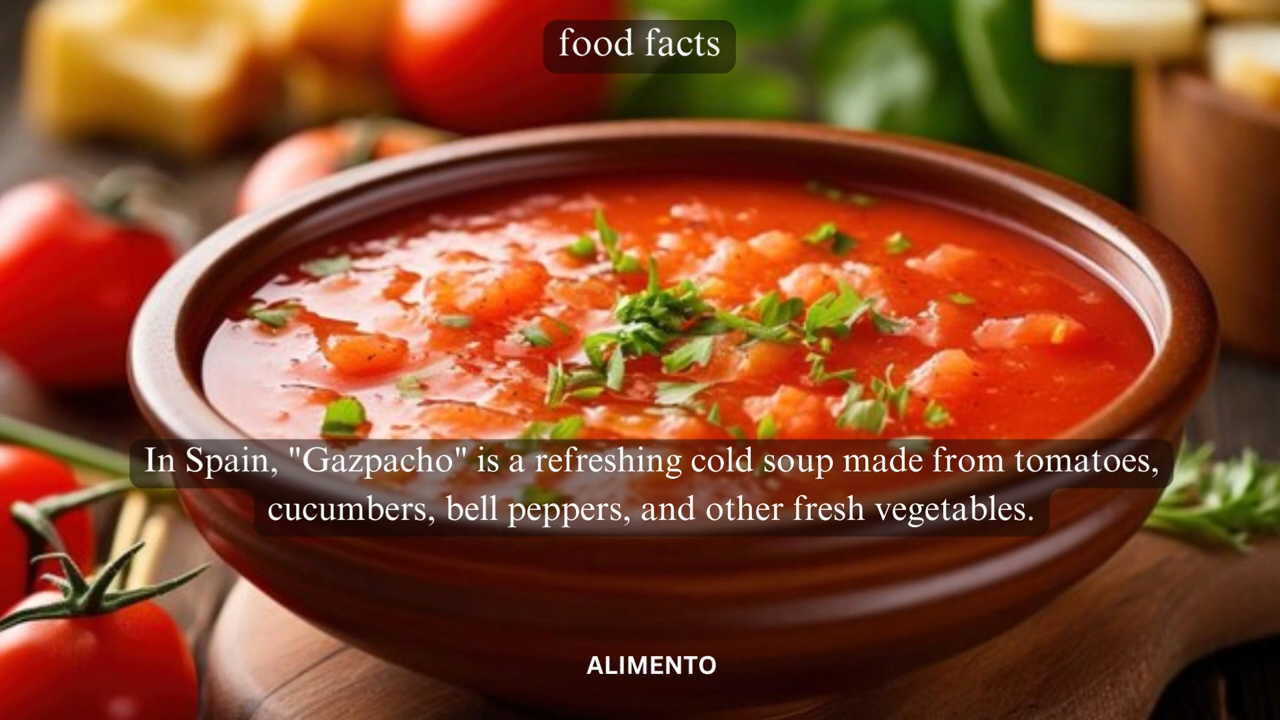 food facts
In Spain, "Gazpacho" is a refreshing cold soup made from tomatoes,
cucumbers, bell peppers, and other fresh vegetables.
ALIMENTO